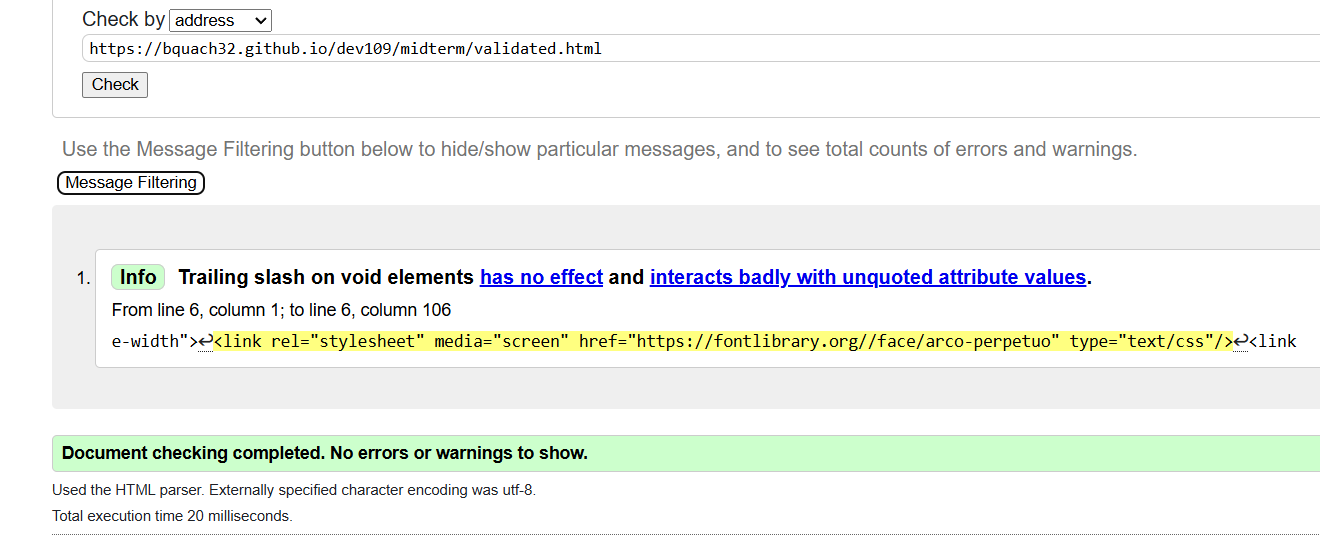 Check by address
https://bquach32.github.io/dev109/midterm/validated.html
Check
Use the Message Filtering button below to hide/show particular messages, and to see total counts of errors and warnings.
Message Filtering
1. Info Trailing slash on void elements has no effect and interacts badly with unquoted attribute values.
From line 6, column 1; to line 6, column 106
e-width">↩<link rel="stylesheet" media="screen" href="https://fontlibrary.org//face/arco-perpetuo" type="text/css"/>↩<link
Document checking completed. No errors or warnings to show.
Used the HTML parser. Externally specified character encoding was utf-8.
Total execution time 20 milliseconds.